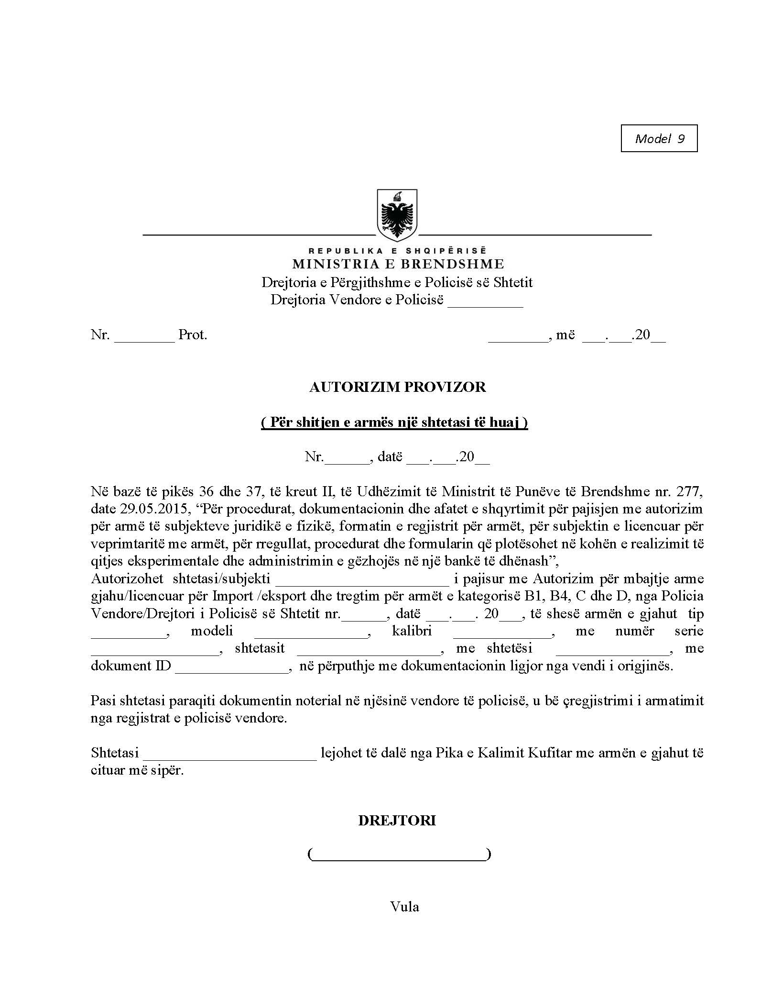 Model 9
REPUBLIKA E SHQIPËRISË
MINISTRIA E BRENDSHME
Drejtoria e Përgjithshme e Policisë së Shtetit
Drejtoria Vendore e Policisë __________
Nr. ________ Prot. ________, më ___.___.20__
AUTORIZIM PROVIZOR
( Për shitjen e armës një shtetasi të huaj )
Nr.______, datë ___.___.20__
Në bazë të pikës 36 dhe 37, të kreut II, të Udhëzimit të Ministrit të Punëve të Brendshme nr. 277,
date 29.05.2015, “Për procedurat, dokumentacionin dhe afatet e shqyrtimit për pajisjen me autorizim
për armë të subjekteve juridikë e fizikë, formatin e regjistrit për armët, për subjektin e licencuar për
veprimtaritë me armët, për rregullat, procedurat dhe formularin që plotësohet në kohën e realizimit të
qitjes eksperimentale dhe administrimin e gëzhojës në një bankë të dhënash”,
Autorizohet shtetasi/subjekti _______________________ i pajisur me Autorizim për mbajtje arme
gjahu/licencuar për Import /eksport dhe tregtim për armët e kategorisë B1, B4, C dhe D, nga Policia
Vendore/Drejtori i Policisë së Shtetit nr.______, datë ___.___. 20___, të shesë armën e gjahut tip
__________, modeli _______________, kalibri _____________, me numër serie
_________________, shtetasit ___________________, me shtetësi _______________, me
dokument ID _______________, në përputhje me dokumentacionin ligjor nga vendi i origjinës.
Pasi shtetasi paraqiti dokumentin noterial në njësinë vendore të policisë, u bë çregjistrimi i armatimit
nga regjistrat e policisë vendore.
Shtetasi _______________________ lejohet të dalë nga Pika e Kalimit Kufitar me armën e gjahut të
cituar më sipër.
DREJTORI
(_______________________)
Vula